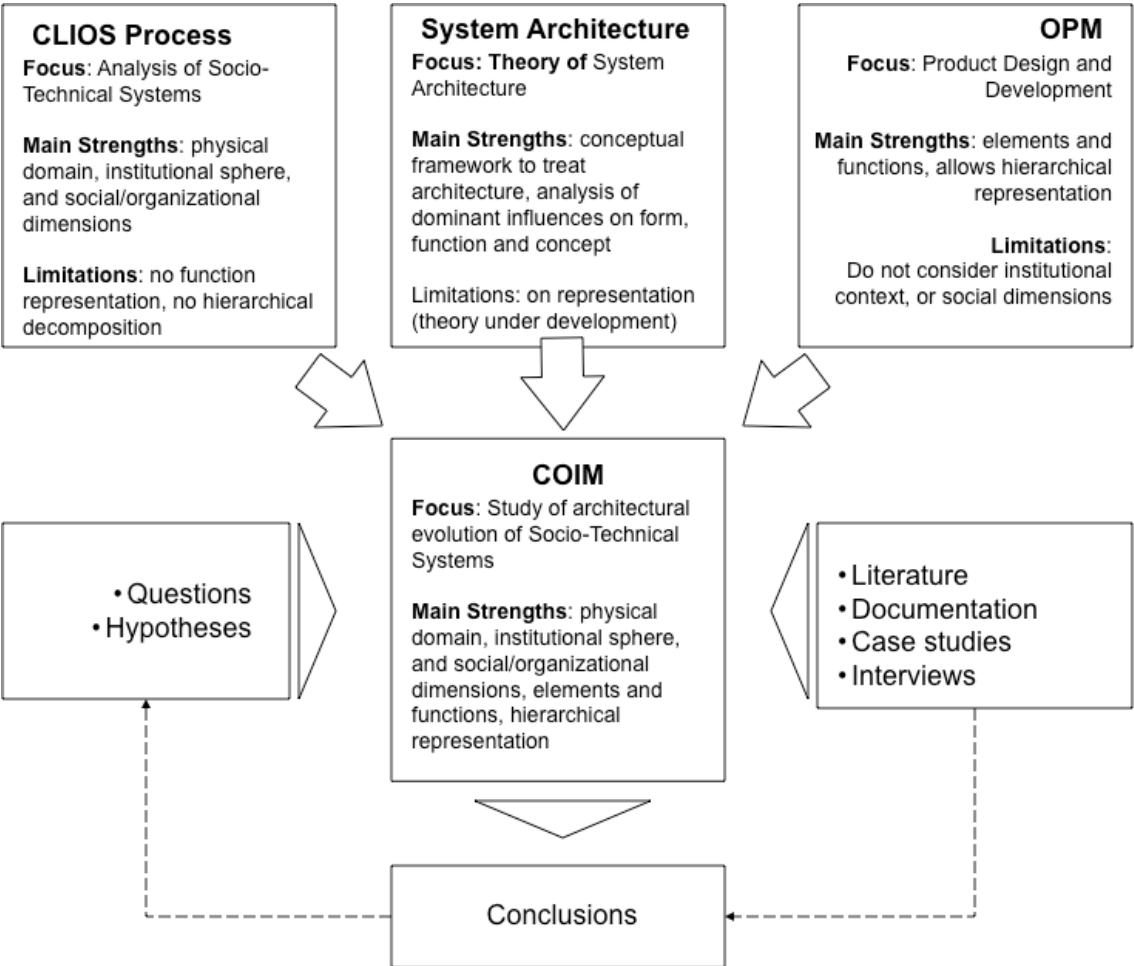 CLIOS Process
Focus: Analysis of Socio-
Technical Systems
Main Strengths: physical
domain, institutional sphere,
and social/organizational
dimensions
Limitations: no function
representation, no hierarchical
decomposition
System Architecture
Focus: Theory of System
Architecture
Main Strengths: conceptual
framework to treat
architecture, analysis of
dominant influences on form,
function and concept
Limitations: on representation
(theory under development)
OPM
Focus: Product Design and
Development
Main Strengths: elements and
functions, allows hierarchical
representation
Limitations:
Do not consider institutional
context, or social dimensions
COIM
Focus: Study of architectural
evolution of Socio-Technical
Systems
Main Strengths: physical
domain, institutional sphere,
and social/organizational
dimensions, elements and
functions, hierarchical
representation
• Questions
• Hypotheses
• Literature
• Documentation
• Case studies
• Interviews
Conclusions